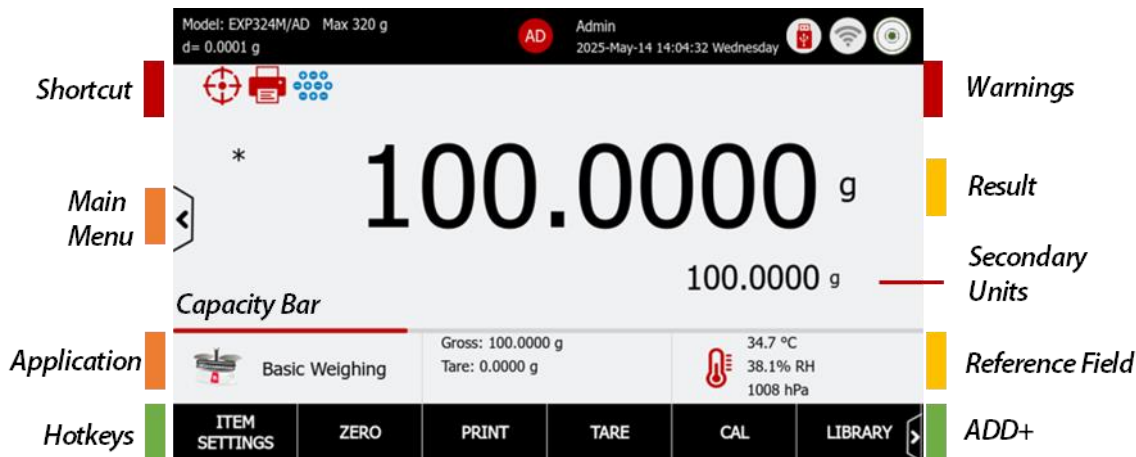 Model: EXP324M/AD Max 320 g
d= 0.0001 g
AD
Admin
2025-May-14 14:04:32 Wednesday
Shortcut
Warnings
*
100.0000 g
Result
Main
Menu
100.0000 g
Secondary
Units
Capacity Bar
Application
Basic Weighing
Gross: 100.0000 g
Tare: 0.0000 g
34.7 °C
38.1% RH
1008 hPa
Reference Field
Hotkeys
ITEM
SETTINGS
ZERO
PRINT
TARE
CAL
LIBRARY
ADD+